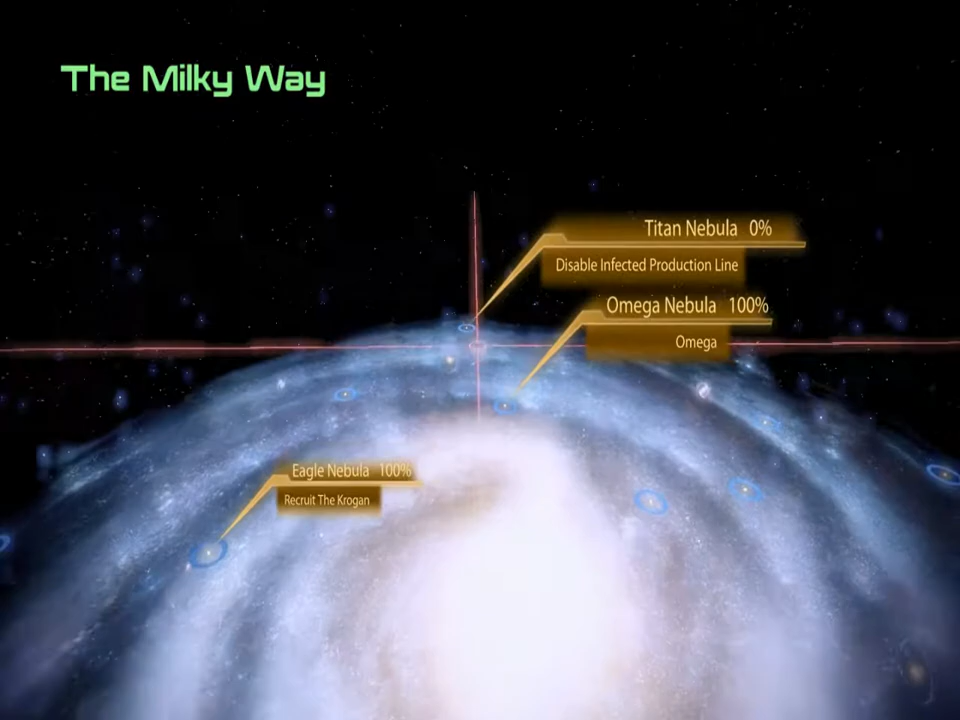 The Milky Way
Titan Nebula 0%
Disable Infected Production Line
Omega Nebula 100%
Omega
Eagle Nebula 100%
Recruit The Krogan